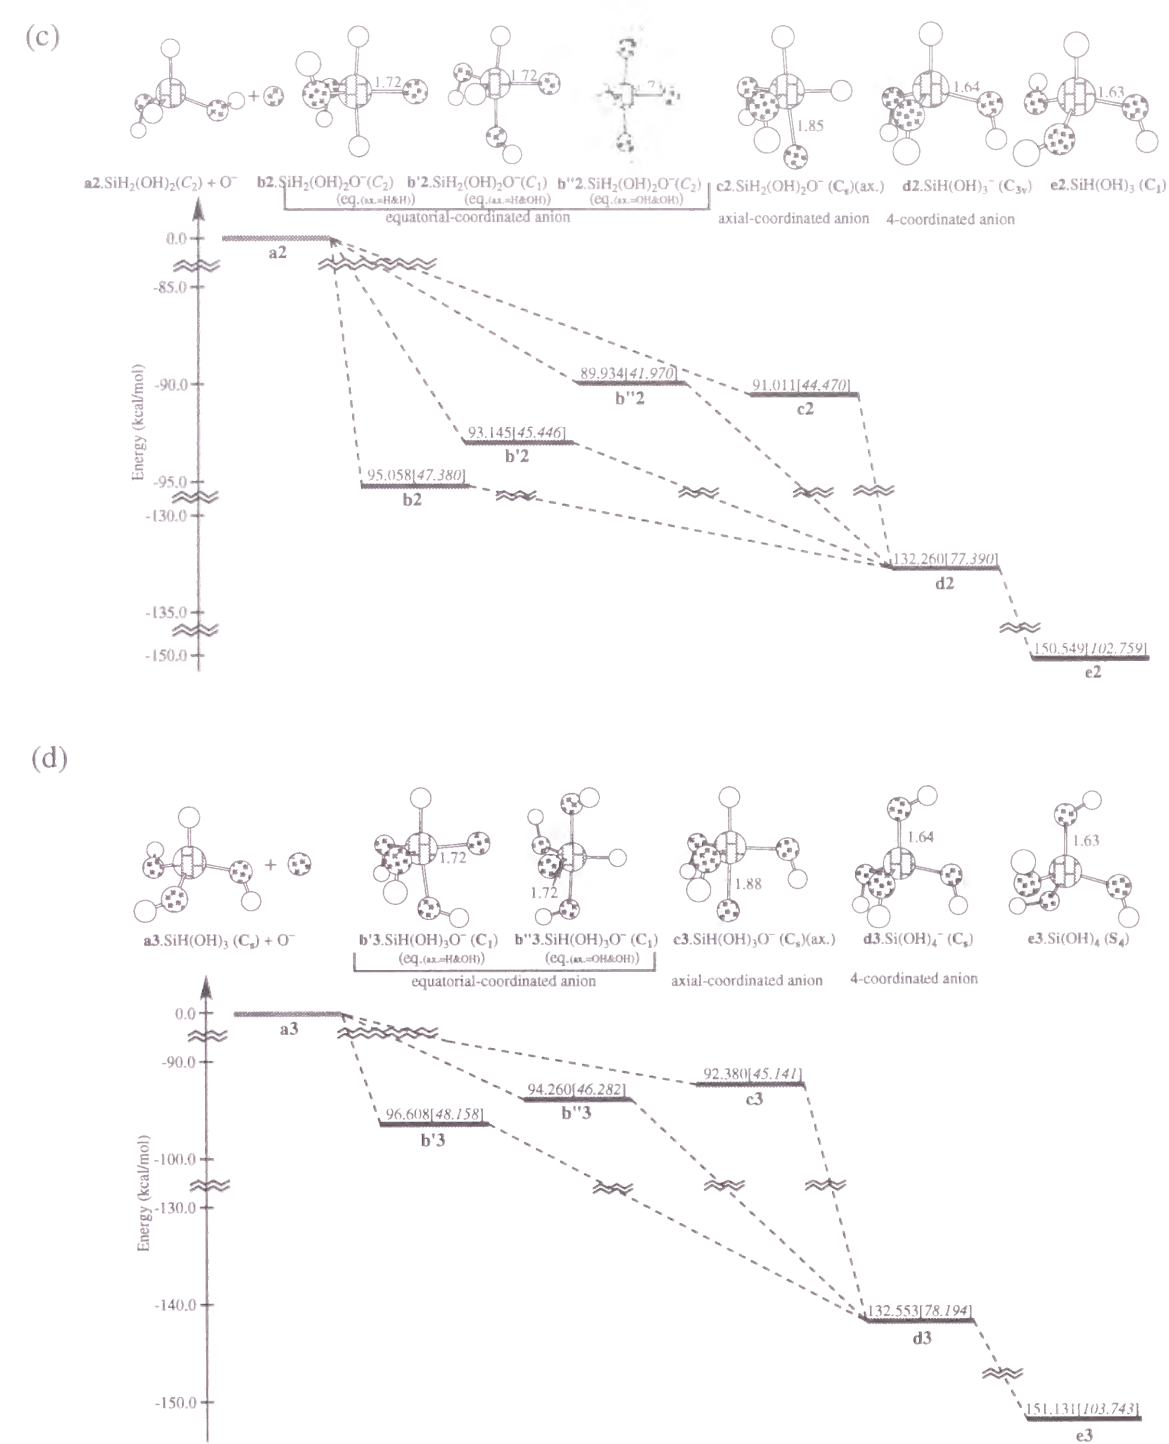 (c)
1.72
1.72
1.73
1.85
1.64
1.63
+
a2.SiH₂(OH)₂(C₂) + O⁻
b2.SiH₂(OH)₂O⁻(C₂)
b'2.SiH₂(OH)₂O⁻(C₁)
b''2.SiH₂(OH)₂O⁻(C₂)
c2.SiH₂(OH)₂O⁻ (Cₛ)(ax.)
d2.SiH(OH)₃⁻ (C₃ᵥ)
e2.SiH(OH)₃ (C₁)
(eq.(ax.=H&H)
(eq.(ax.=H&OH)
(eq.(ax.=OH&OH)
equatorial-coordinated anion
axial-coordinated anion
4-coordinated anion
0.0
a2
-85.0
Energy (kcal/mol)
-90.0
89.934[41.970]
b''2
91.011[44.470]
c2
93.145[45.446]
b'2
-95.0
95.058[47.380]
b2
-130.0
132.260[77.390]
d2
-135.0
-150.0
150.549[102.759]
e2
(d)
+
1.72
1.72
1.88
1.64
1.63
a3.SiH(OH)₃ (Cₛ) + O⁻
b'3.SiH(OH)₃O⁻ (C₁)
b''3.SiH(OH)₃O⁻ (C₁)
c3.SiH(OH)₃O⁻ (Cₛ)(ax.)
d3.Si(OH)₄⁻ (Cₛ)
e3.Si(OH)₄ (S₄)
(eq.(ax.=H&OH)
(eq.(ax.=OH&OH)
equatorial-coordinated anion
axial-coordinated anion
4-coordinated anion
0.0
a3
-90.0
Energy (kcal/mol)
92.380[45.141]
c3
94.260[46.282]
b''3
96.608[48.158]
b'3
-100.0
-130.0
-140.0
132.553[78.194]
d3
-150.0
151.131[103.743]
e3